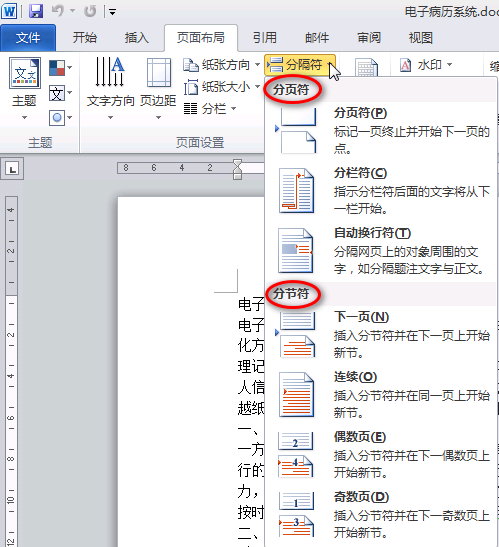 电子病历系统.doc
文件 开始 插入 页面布局 引用 邮件 审阅 视图
主题 文字方向 页边距 纸张方向 纸张大小 分栏 分隔符 水印
主题 页面设置
8 6 4 2
4 2 2 4 6 8 10 12
分页符
分页符(P)
标记一页终止并开始下一页的
点。
分栏符(C)
指示分栏符后面的文字将从下
一栏开始。
自动换行符(T)
分隔网页上的对象周围的文
字，如分隔题注文字与正文。
分节符
下一页(N)
插入分节符并在下一页上开始
新节。
连续(O)
插入分节符并在同一页上开始
新节。
偶数页(E)
插入分节符并在下一偶数页上
开始新节。
奇数页(D)
插入分节符并在下一奇数页上
开始新节。
电子
电子
化方
理记
人信
越纸
一、
一方
行的
力，
按时
二、